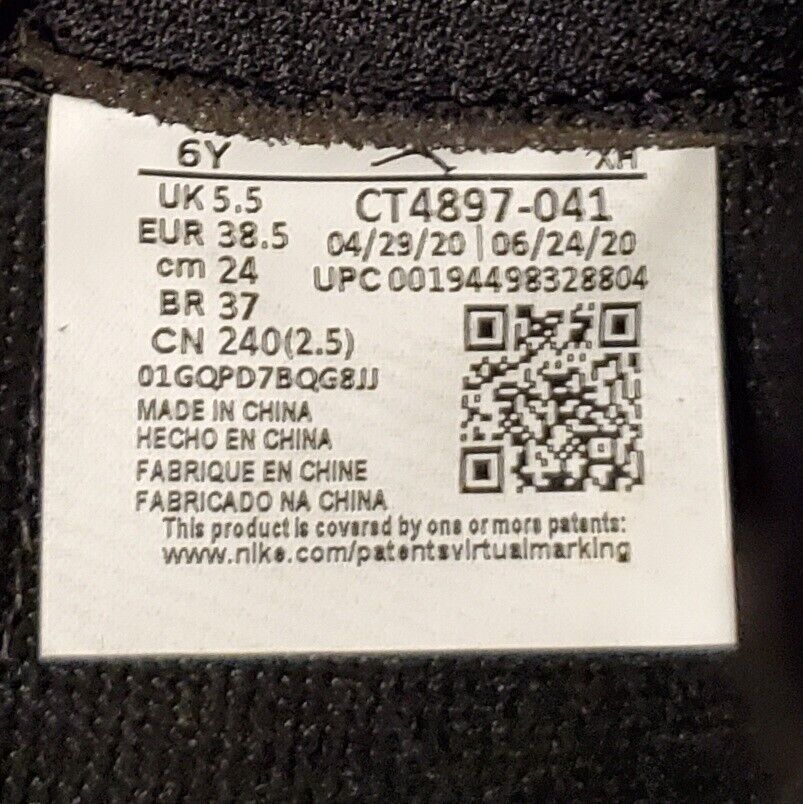 6Y XH
UK 5.5
EUR 38.5
cm 24
BR 37
CN 240(2.5)
CT4897-041
04/29/20 | 06/24/20
UPC 00194498328804
01GQPD7BQG8JJ
MADE IN CHINA
HECHO EN CHINA
FABRIQUE EN CHINE
FABRICADO NA CHINA
This product is covered by one or more patents:
www.nike.com/patentsvirtualmarking